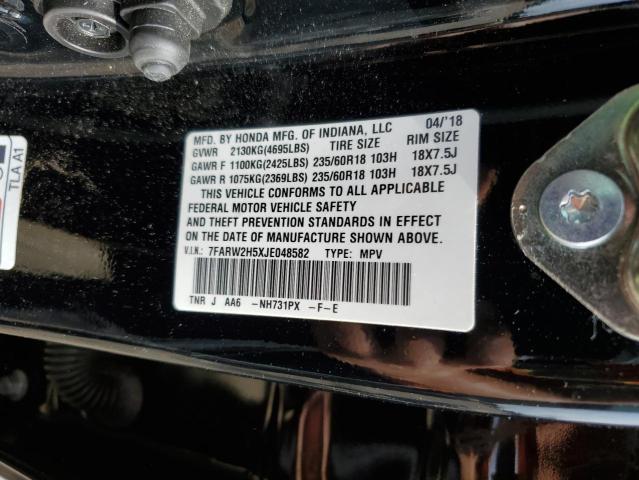 MFD. BY HONDA MFG. OF INDIANA, LLC 04/'18
GVWR 2130KG(4695LBS) TIRE SIZE RIM SIZE
GAWR F 1100KG(2425LBS) 235/60R18 103H 18X7.5J
GAWR R 1075KG(2369LBS) 235/60R18 103H 18X7.5J
THIS VEHICLE CONFORMS TO ALL APPLICABLE
FEDERAL MOTOR VEHICLE SAFETY
AND THEFT PREVENTION STANDARDS IN EFFECT
ON THE DATE OF MANUFACTURE SHOWN ABOVE.
V.I.N.: 7FARW2H5XJE048582 TYPE: MPV
TNR J AA6 -NH731PX -F-E
TLA A1